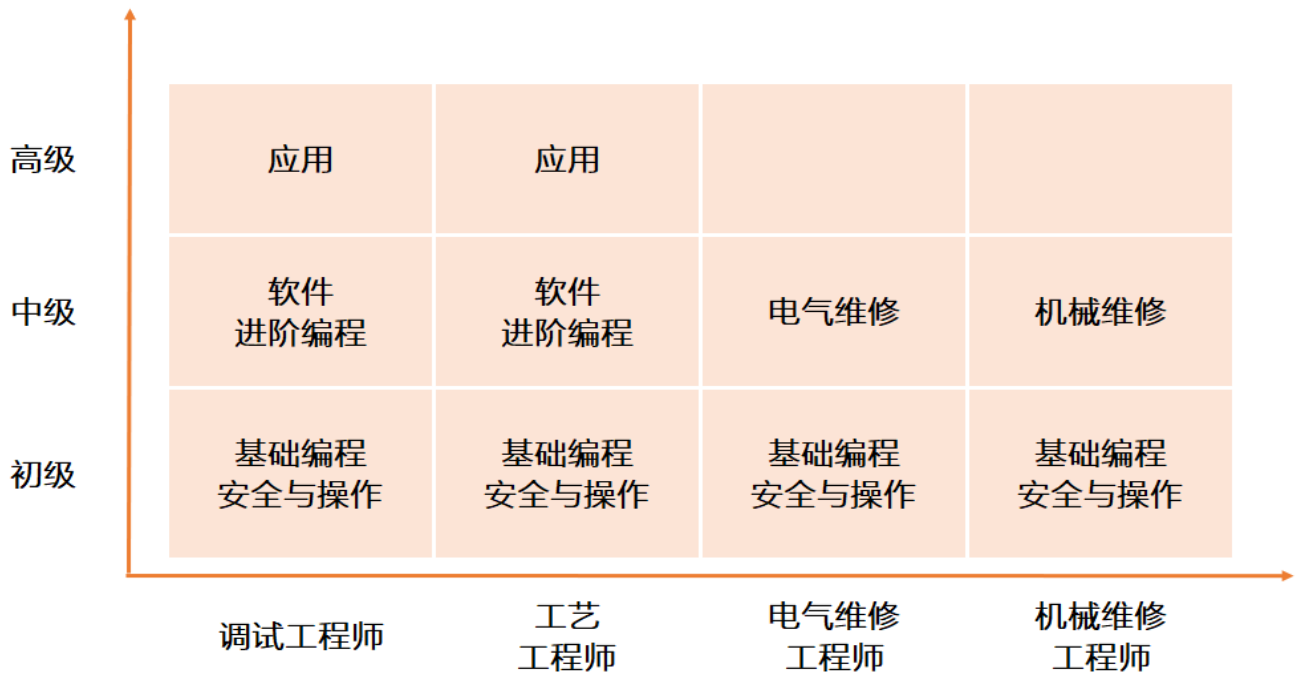 高级
应用
应用
中级
软件
进阶编程
软件
进阶编程
电气维修
机械维修
初级
基础编程
安全与操作
基础编程
安全与操作
基础编程
安全与操作
基础编程
安全与操作
调试工程师
工艺
工程师
电气维修
工程师
机械维修
工程师